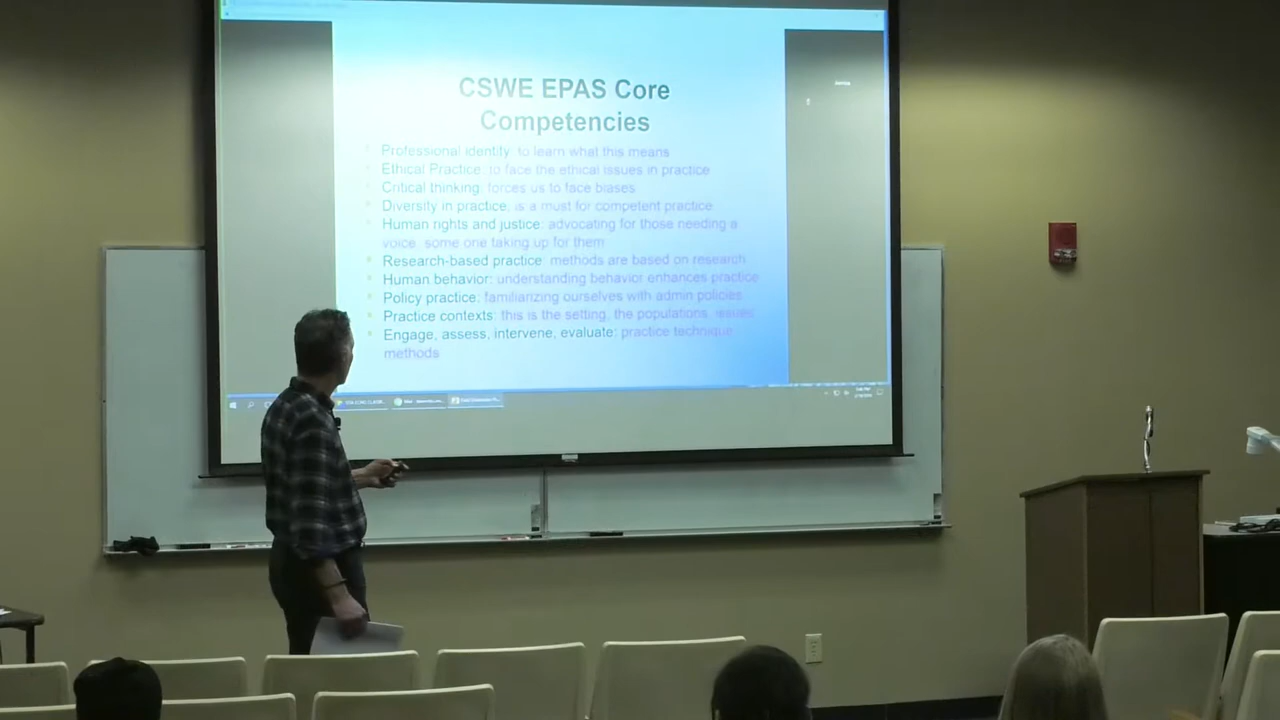 CSWE EPAS Core
Competencies
Professional identity: to learn what this means
Ethical Practice: to face the ethical issues in practice
Critical thinking: forces us to face biases
Diversity in practice: is a must for competent practice
Human rights and justice: advocating for those needing a
voice, some one taking up for them
Research-based practice: methods are based on research
Human behavior: understanding behavior enhances practice
Policy practice: familiarizing ourselves with admin policies
Practice contexts: this is the setting, the populations, issues
Engage, assess, intervene, evaluate: practice technique
methods